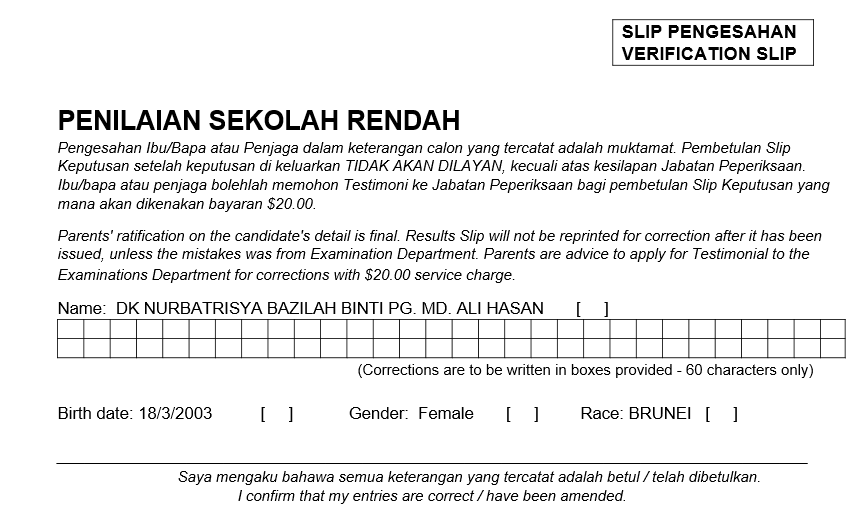 SLIP PENGESAHAN
VERIFICATION SLIP
PENILAIAN SEKOLAH RENDAH
Pengesahan Ibu/Bapa atau Penjaga dalam keterangan calon yang tercatat adalah muktamat. Pembetulan Slip
Keputusan setelah keputusan di keluarkan TIDAK AKAN DILAYAN, kecuali atas kesilapan Jabatan Peperiksaan.
Ibu/bapa atau penjaga bolehlah memohon Testimoni ke Jabatan Peperiksaan bagi pembetulan Slip Keputusan yang
mana akan dikenakan bayaran $20.00.
Parents' ratification on the candidate's detail is final. Results Slip will not be reprinted for correction after it has been
issued, unless the mistakes was from Examination Department. Parents are advice to apply for Testimonial to the
Examinations Department for corrections with $20.00 service charge.
Name: DK NURBATRISYA BAZILAH BINTI PG. MD. ALI HASAN [ ]
(Corrections are to be written in boxes provided - 60 characters only)
Birth date: 18/3/2003 [ ] Gender: Female [ ] Race: BRUNEI [ ]
Saya mengaku bahawa semua keterangan yang tercatat adalah betul / telah dibetulkan.
I confirm that my entries are correct / have been amended.